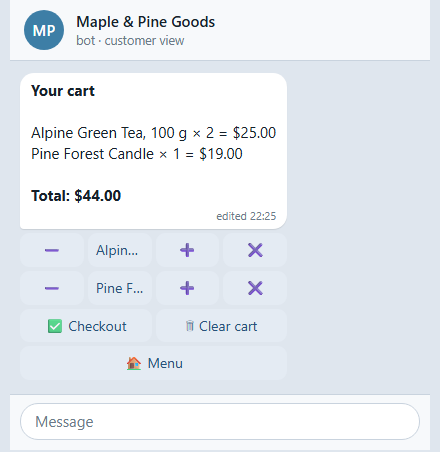 MP
Maple & Pine Goods
bot · customer view
Your cart
Alpine Green Tea, 100 g × 2 = $25.00
Pine Forest Candle × 1 = $19.00
Total: $44.00
edited 22:25
➖ Alpin... ➕ ✖
➖ Pine F... ➕ ✖
✅ Checkout 🗑 Clear cart
🏠 Menu
Message